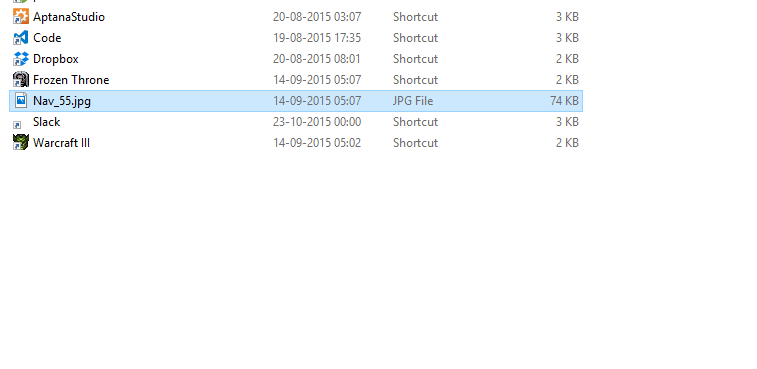 AptanaStudio 20-08-2015 03:07 Shortcut 3 KB
Code 19-08-2015 17:35 Shortcut 3 KB
Dropbox 20-08-2015 08:01 Shortcut 2 KB
Frozen Throne 14-09-2015 05:07 Shortcut 2 KB
Nav_55.jpg 14-09-2015 05:07 JPG File 74 KB
Slack 23-10-2015 00:00 Shortcut 3 KB
Warcraft III 14-09-2015 05:02 Shortcut 2 KB